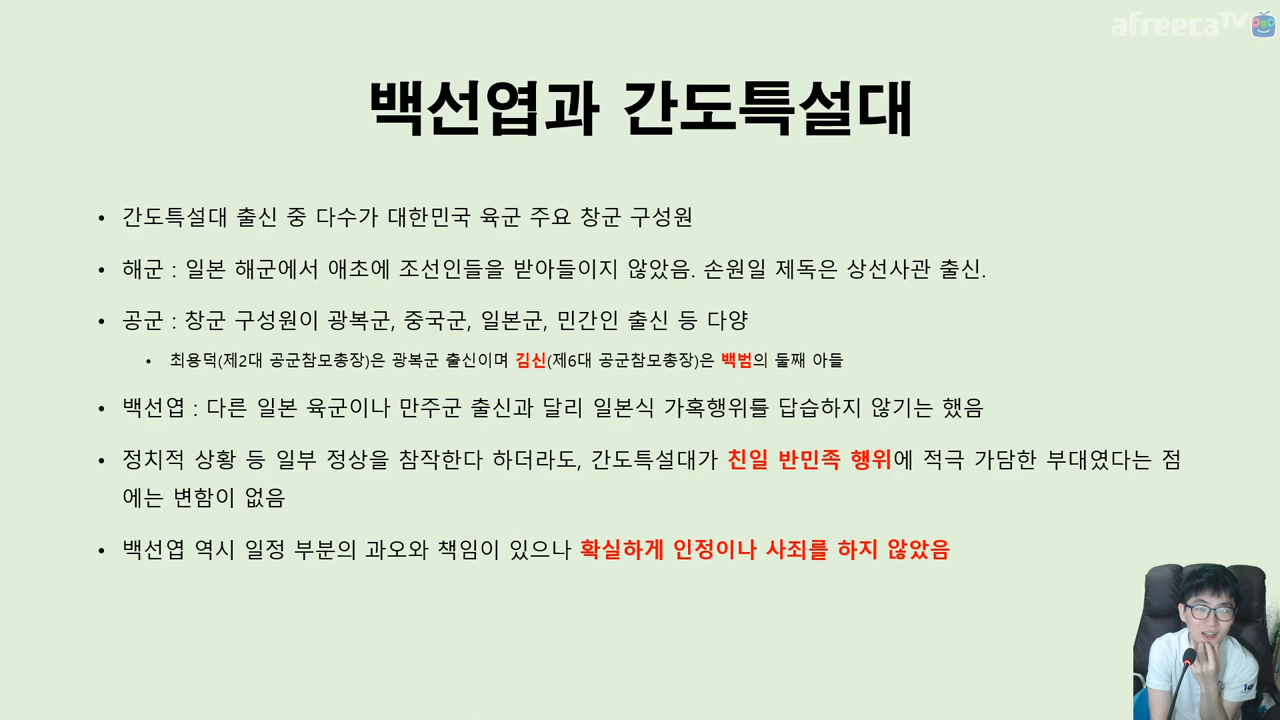 afreecaTV
백선엽과 간도특설대
• 간도특설대 출신 중 다수가 대한민국 육군 주요 창군 구성원
• 해군 : 일본 해군에서 애초에 조선인들을 받아들이지 않았음. 손원일 제독은 상선사관 출신.
• 공군 : 창군 구성원이 광복군, 중국군, 일본군, 민간인 출신 등 다양
• 최용덕(제2대 공군참모총장)은 광복군 출신이며 김신(제6대 공군참모총장)은 백범의 둘째 아들
• 백선엽 : 다른 일본 육군이나 만주군 출신과 달리 일본식 가혹행위를 답습하지 않기는 했음
• 정치적 상황 등 일부 정상을 참작한다 하더라도, 간도특설대가 친일 반민족 행위에 적극 가담한 부대였다는 점
에는 변함이 없음
• 백선엽 역시 일정 부분의 과오와 책임이 있으나 확실하게 인정이나 사죄를 하지 않았음